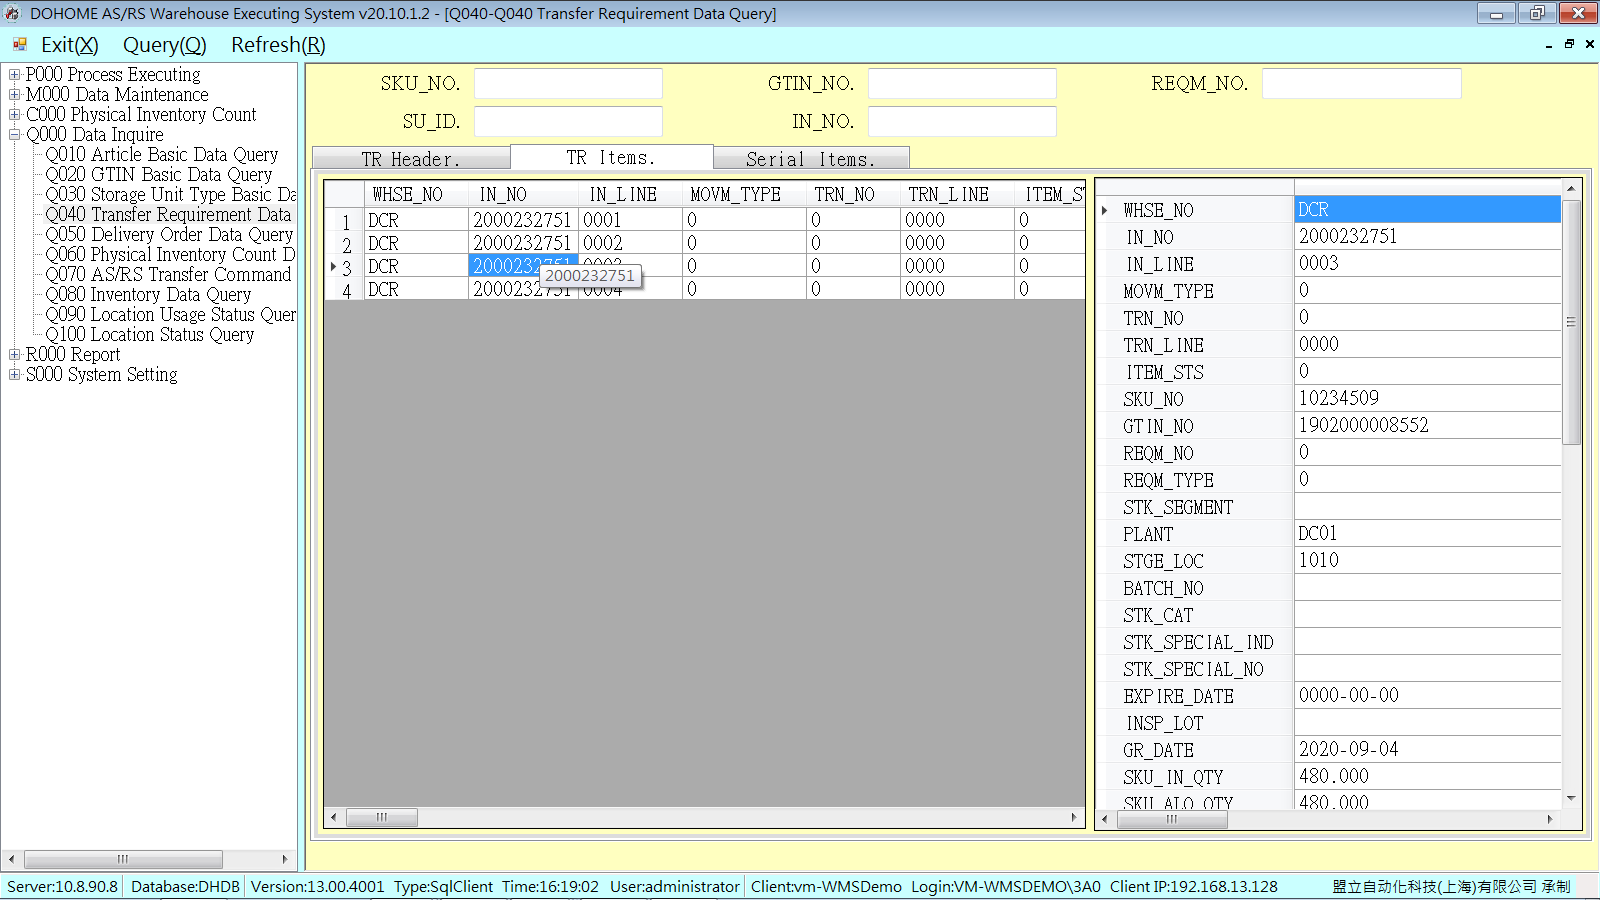 DOHOME AS/RS Warehouse Executing System v20.10.1.2 - [Q040-Q040 Transfer Requirement Data Query]
Exit(X) Query(Q) Refresh(R)
P000 Process Executing
M000 Data Maintenance
C000 Physical Inventory Count
Q000 Data Inquire
Q010 Article Basic Data Query
Q020 GTIN Basic Data Query
Q030 Storage Unit Type Basic Da
Q040 Transfer Requirement Data
Q050 Delivery Order Data Query
Q060 Physical Inventory Count D
Q070 AS/RS Transfer Command
Q080 Inventory Data Query
Q090 Location Usage Status Quer
Q100 Location Status Query
R000 Report
S000 System Setting
SKU_NO. GTIN_NO. REQM_NO.
SU_ID. IN_NO.
TR Header. TR Items. Serial Items.
WHSE_NO IN_NO IN_LINE MOVM_TYPE TRN_NO TRN_LINE ITEM_ST
1 DCR 2000232751 0001 0 0 0000 0
2 DCR 2000232751 0002 0 0 0000 0
3 DCR 2000232751 0003 0 0 0000 0
2000232751
4 DCR 2000232751 0004 0 0 0000 0
WHSE_NO DCR
IN_NO 2000232751
IN_LINE 0003
MOVM_TYPE 0
TRN_NO 0
TRN_LINE 0000
ITEM_STS 0
SKU_NO 10234509
GTIN_NO 1902000008552
REQM_NO 0
REQM_TYPE 0
STK_SEGMENT
PLANT DC01
STGE_LOC 1010
BATCH_NO
STK_CAT
STK_SPECIAL_IND
STK_SPECIAL_NO
EXPIRE_DATE 0000-00-00
INSP_LOT
GR_DATE 2020-09-04
SKU_IN_QTY 480.000
SKU_ALO_QTY 480.000
Server:10.8.90.8 Database:DHDB Version:13.00.4001 Type:SqlClient Time:16:19:02 User:administrator Client:vm-WMSDemo Login:VM-WMSDEMO\3A0 Client IP:192.168.13.128 盟立自动化科技(上海)有限公司 承制